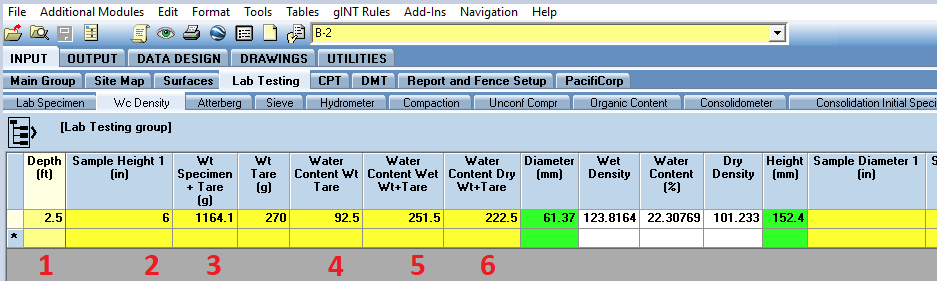 File Additional Modules Edit Format Tools Tables gINT Rules Add-Ins Navigation Help
B-2
INPUT OUTPUT DATA DESIGN DRAWINGS UTILITIES
Main Group Site Map Surfaces Lab Testing CPT DMT Report and Fence Setup PacifiCorp
Lab Specimen Wc Density Atterberg Sieve Hydrometer Compaction Unconf Compr Organic Content Consolidometer Consolidation Initial Speci
[Lab Testing group]
Depth Sample Height 1 Wt Wt Water Water Water Diameter Wet Water Dry Height Sample Diameter 1 S
(ft) (in) Specimen Tare Content Wt Content Wet Content Dry (mm) Density Content Density (mm) (in)
+ Tare (g) Tare Wt+Tare Wt+Tare (%)
(g)
2.5 6 1164.1 270 92.5 251.5 222.5 61.37 123.8164 22.30769 101.233 152.4
*
1 2 3 4 5 6